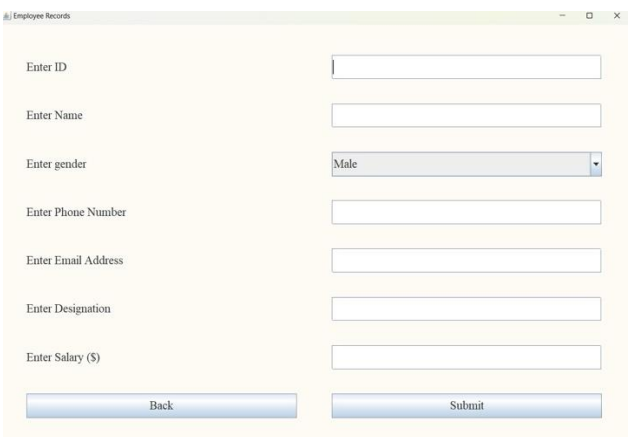 Employee Records
Enter ID
Enter Name
Enter gender Male
Enter Phone Number
Enter Email Address
Enter Designation
Enter Salary ($)
Back Submit